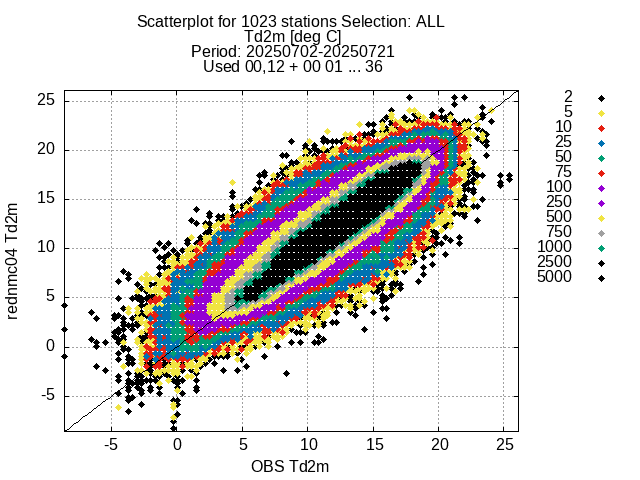 Scatterplot for 1023 stations Selection: ALL
Td2m [deg C]
Period: 20250702-20250721
Used 00,12 + 00 01 ... 36
25
20
15
10
5
0
-5
rednmc04 Td2m
-5 0 5 10 15 20 25
OBS Td2m
2
5
10
25
50
75
100
250
500
750
1000
2500
5000